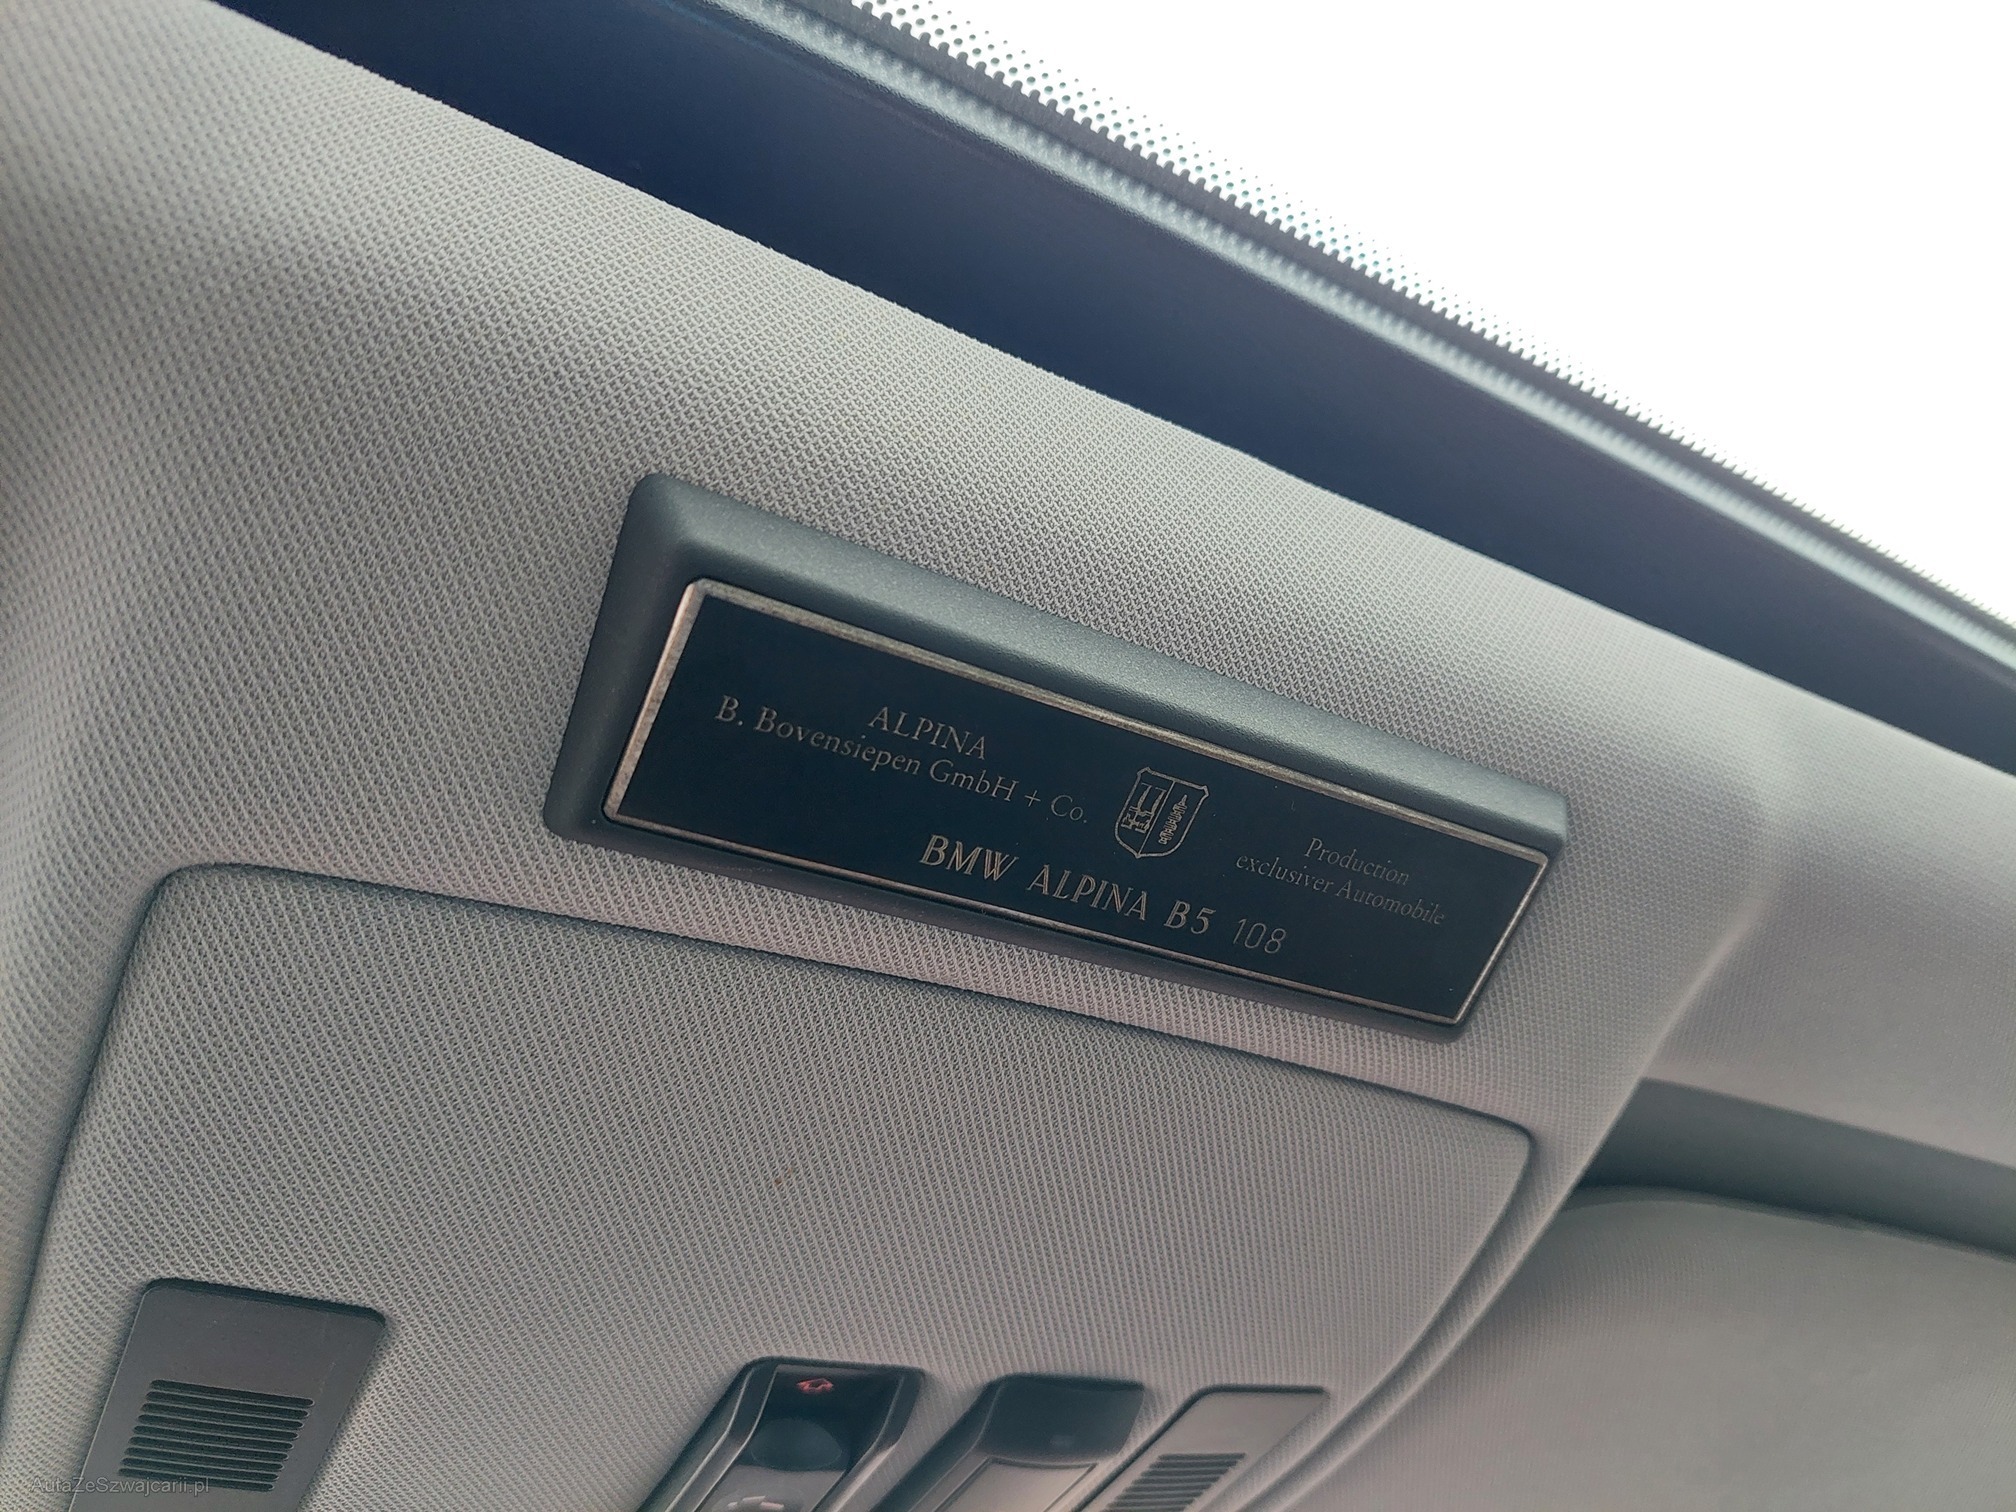 ALPINA
B. Bovensiepen GmbH + Co.
Production
exclusiver Automobile
BMW ALPINA B5 108
AutaZeSzwajcarii.pl